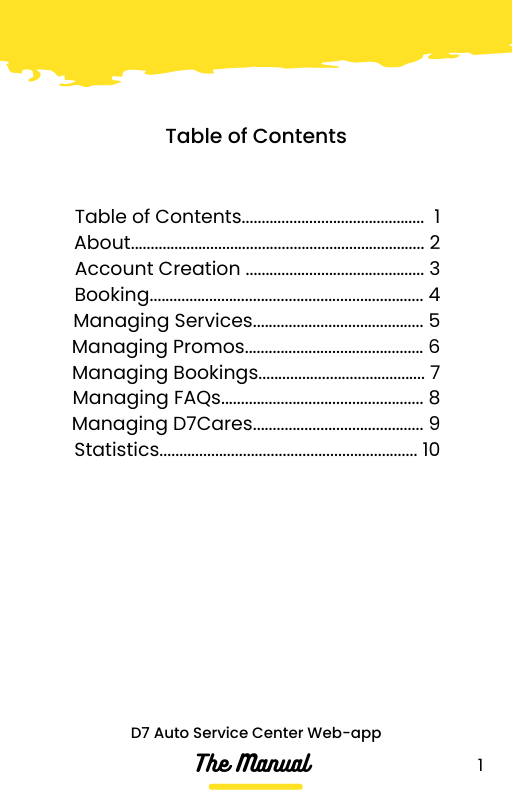 Table of Contents
Table of Contents.............................................. 1
About.......................................................................... 2
Account Creation ............................................. 3
Booking..................................................................... 4
Managing Services........................................... 5
Managing Promos............................................. 6
Managing Bookings.......................................... 7
Managing FAQs................................................... 8
Managing D7Cares........................................... 9
Statistics................................................................. 10
D7 Auto Service Center Web-app
The Manual
1